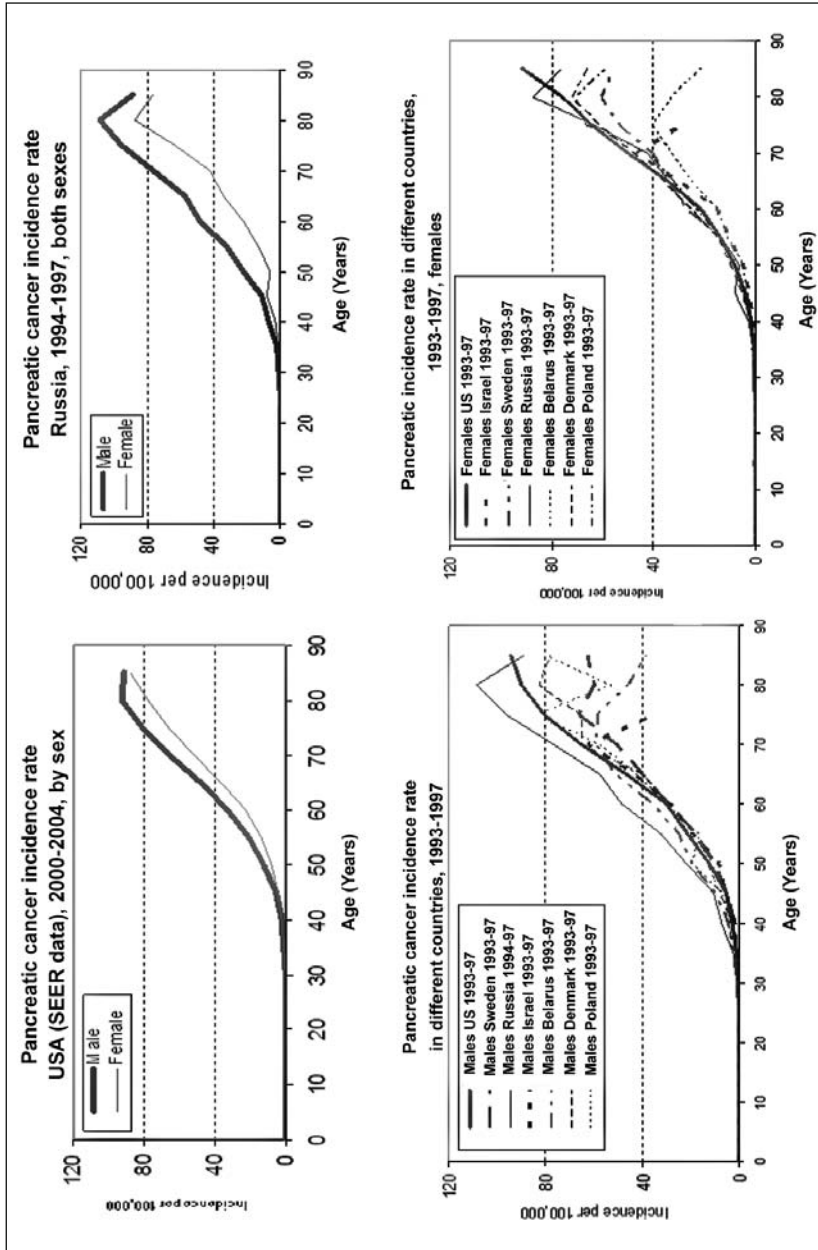 Pancreatic cancer incidence rate
USA (SEER data), 2000-2004, by sex
Male
Female
Incidence per 100,000
120
80
40
0
0 10 20 30 40 50 60 70 80 90
Age (Years)
Pancreatic cancer incidence rate
Russia, 1994-1997, both sexes
Male
Female
Incidence per 100,000
120
80
40
0
0 10 20 30 40 50 60 70 80 90
Age (Years)
Pancreatic cancer incidence rate
in different countries, 1993-1997
Males US 1993-97
Males Sweden 1993-97
Males Russia 1994-97
Males Israel 1993-97
Males Belarus 1993-97
Males Denmark 1993-97
Males Poland 1993-97
Incidence per 100,000
120
80
40
0
0 10 20 30 40 50 60 70 80 90
Age (Years)
Pancreatic incidence rate in different countries,
1993-1997, females
Females US 1993-97
Females Israel 1993-97
Females Sweden 1993-97
Females Russia 1993-97
Females Belarus 1993-97
Females Denmark 1993-97
Females Poland 1993-97
Incidence per 100,000
120
80
40
0
0 10 20 30 40 50 60 70 80 90
Age (Years)